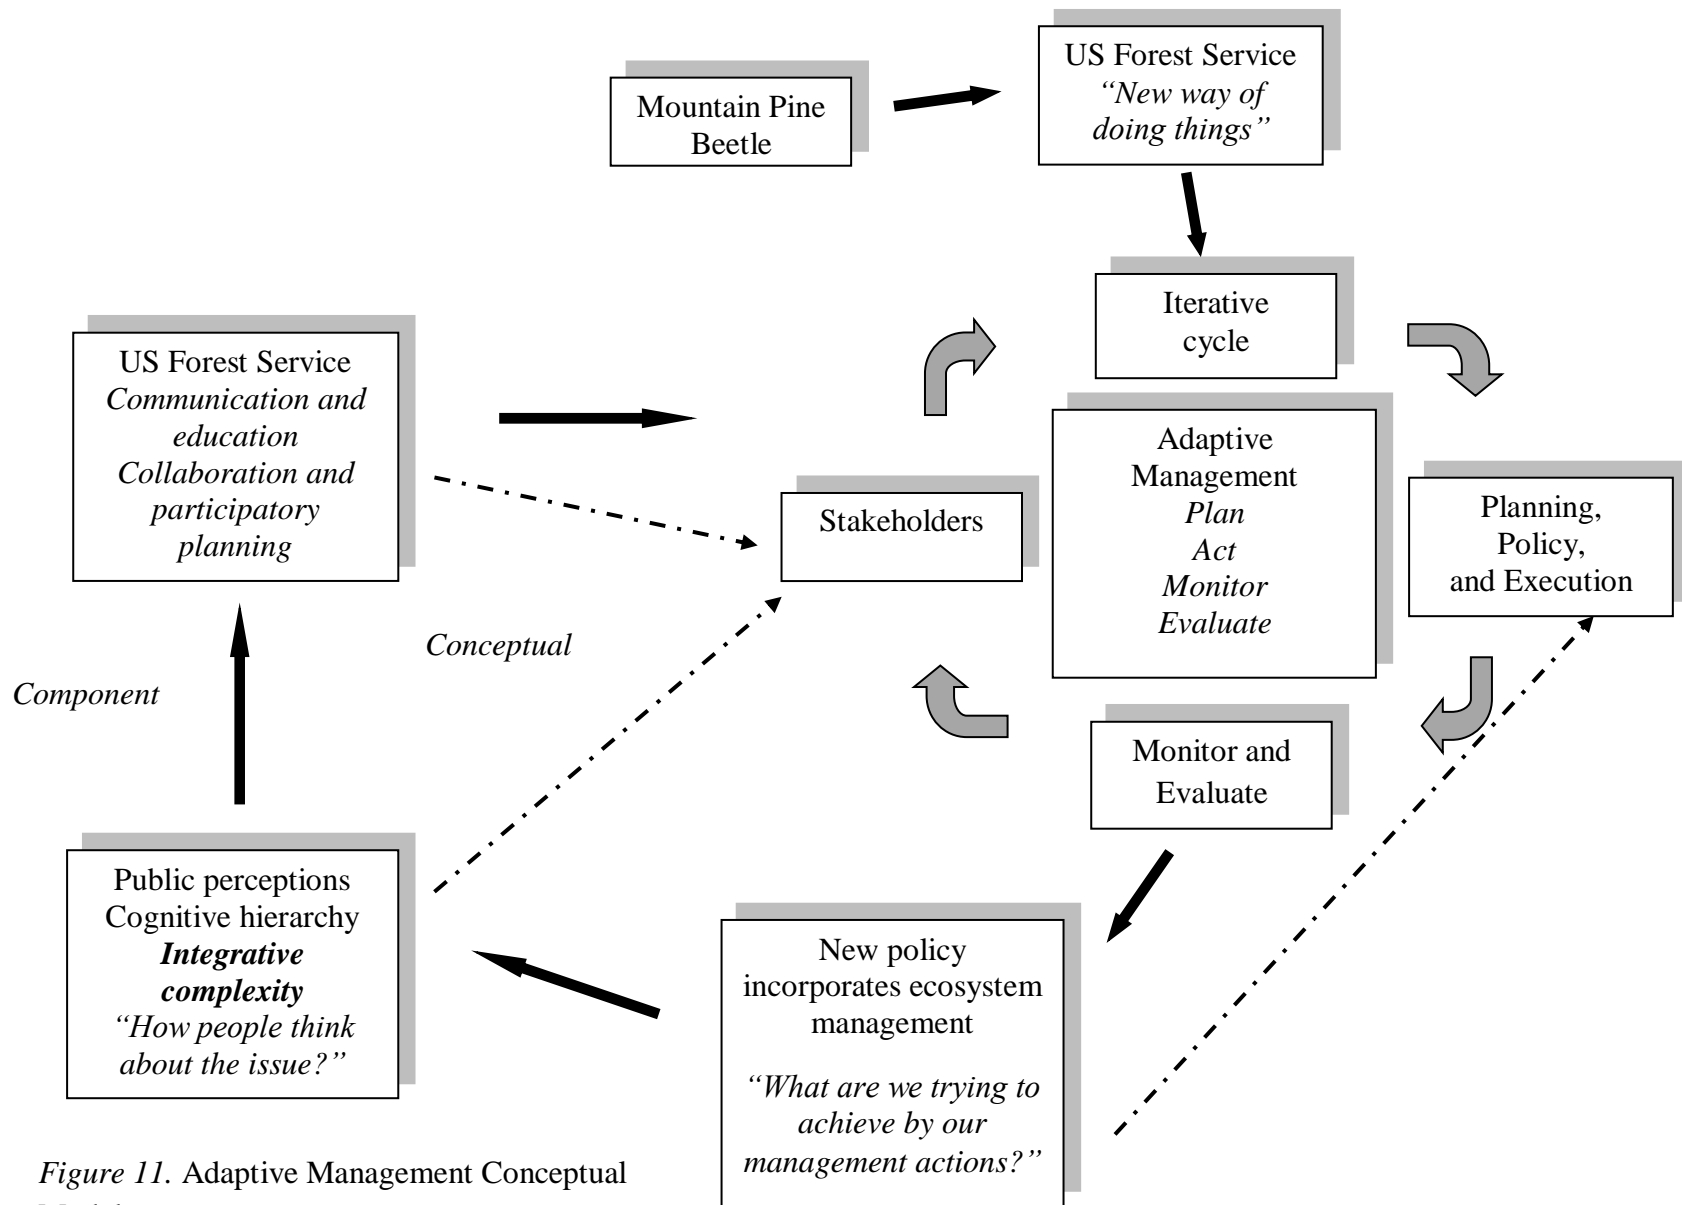 Mountain Pine
Beetle
US Forest Service
“New way of
doing things”
Iterative
cycle
US Forest Service
Communication and
education
Collaboration and
participatory
planning
Stakeholders
Adaptive
Management
Plan
Act
Monitor
Evaluate
Planning,
Policy,
and Execution
Conceptual
Component
Monitor and
Evaluate
Public perceptions
Cognitive hierarchy
Integrative
complexity
“How people think
about the issue?”
New policy
incorporates ecosystem
management
“What are we trying to
achieve by our
management actions?”
Figure 11. Adaptive Management Conceptual